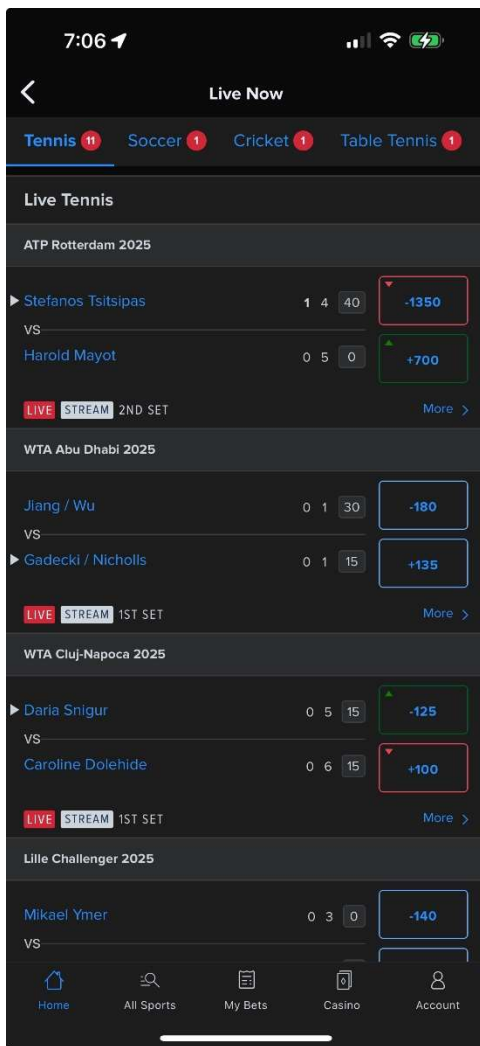 7:06
Live Now
Tennis 11 Soccer 1 Cricket 1 Table Tennis 1
Live Tennis
ATP Rotterdam 2025
Stefanos Tsitsipas 1 4 40 -1350
VS
Harold Mayot 0 5 0 +700
LIVE STREAM 2ND SET More >
WTA Abu Dhabi 2025
Jiang / Wu 0 1 30 -180
VS
Gadecki / Nicholls 0 1 15 +135
LIVE STREAM 1ST SET More >
WTA Cluj-Napoca 2025
Daria Snigur 0 5 15 -125
VS
Caroline Dolehide 0 6 15 +100
LIVE STREAM 1ST SET More >
Lille Challenger 2025
Mikael Ymer 0 3 0 -140
VS
Home All Sports My Bets Casino Account